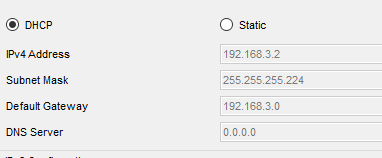 DHCP Static
IPv4 Address 192.168.3.2
Subnet Mask 255.255.255.224
Default Gateway 192.168.3.0
DNS Server 0.0.0.0